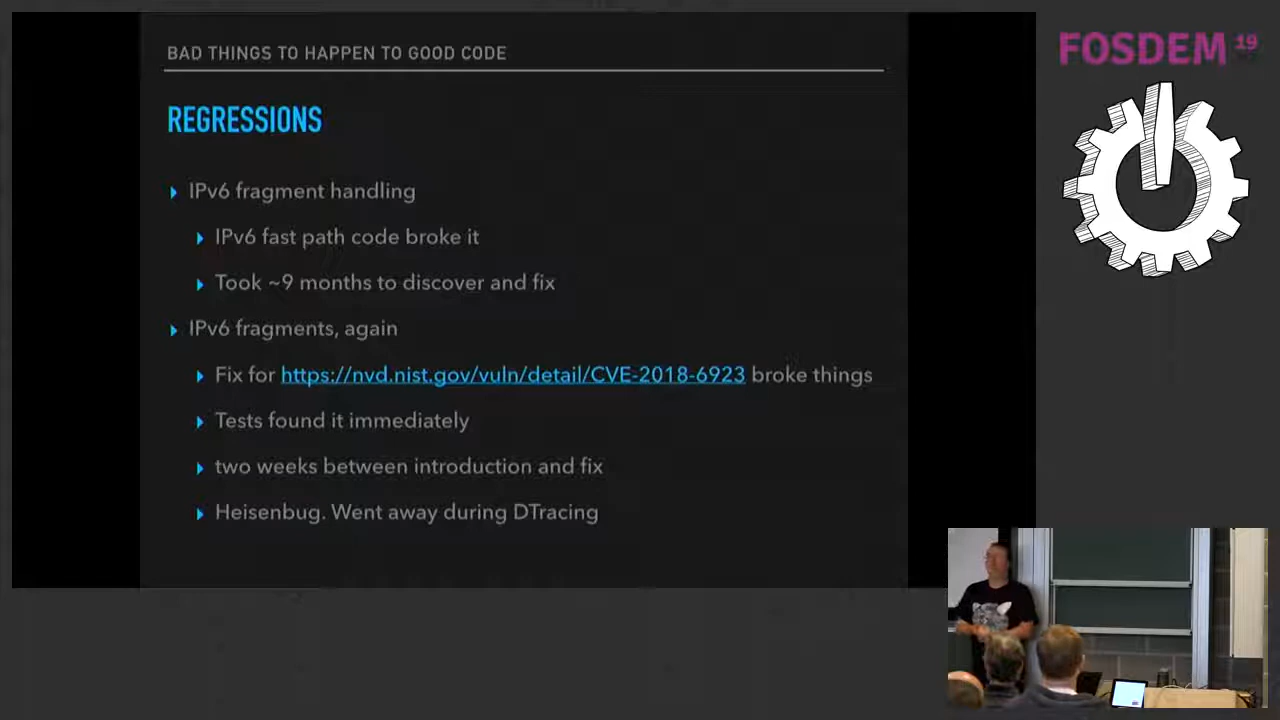 BAD THINGS TO HAPPEN TO GOOD CODE
REGRESSIONS
IPv6 fragment handling
IPv6 fast path code broke it
Took ~9 months to discover and fix
IPv6 fragments, again
Fix for https://nvd.nist.gov/vuln/detail/CVE-2018-6923 broke things
Tests found it immediately
two weeks between introduction and fix
Heisenbug. Went away during DTracing
FOSDEM 19